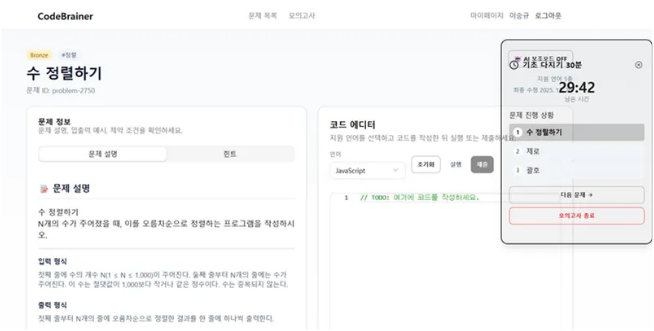 CodeBrainer
문제 목록 모의고사
마이페이지 이승규 로그아웃
Bronze #정렬
수 정렬하기
문제 ID: problem-2750
문제 정보
문제 설명, 입출력 예시, 제약 조건을 확인하세요.
문제 설명 힌트
문제 설명
수 정렬하기
N개의 수가 주어졌을 때, 이를 오름차순으로 정렬하는 프로그램을 작성하시
오.
입력 형식
첫째 줄에 수의 개수 N(1 ≤ N ≤ 1,000)이 주어진다. 둘째 줄부터 N개의 줄에는 수가
주어진다. 이 수는 절댓값이 1,000보다 작거나 같은 정수이다. 수는 중복되지 않는다.
출력 형식
첫째 줄부터 N개의 줄에 오름차순으로 정렬한 결과를 한 줄에 하나씩 출력한다.
코드 에디터
지원 언어를 선택하고 코드를 작성한 뒤 실행 또는 제출하세요.
언어
JavaScript
초기화 실행 제출
1 // TODO: 여기에 코드를 작성하세요.
AI 보조모드 OFF
기초 다지기 30분
지원 언어 5종
최종 수정 2025. 1
29:42
남은 시간
문제 진행 상황
1 수 정렬하기
2 제로
3 괄호
다음 문제 →
모의고사 종료